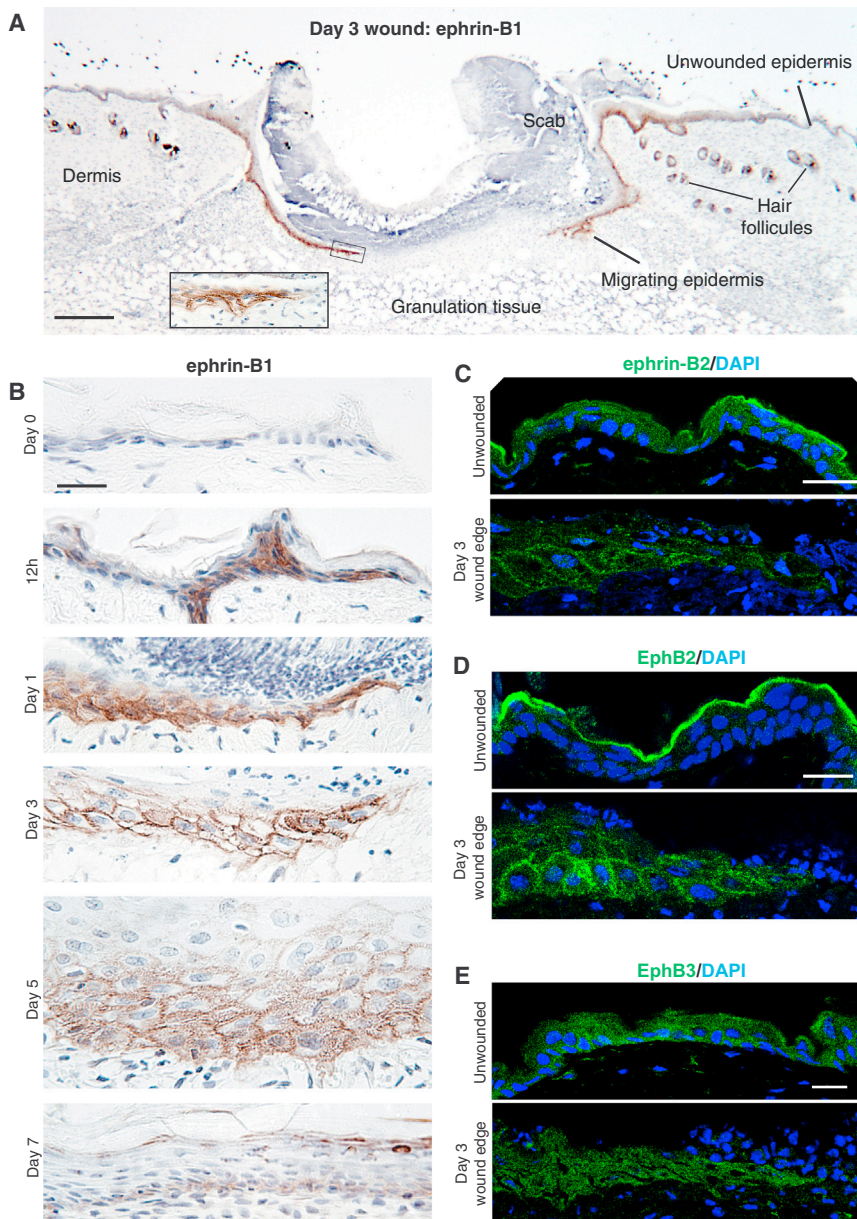 A
Day 3 wound: ephrin-B1
Unwounded epidermis
Scab
Dermis
Hair
follicules
Migrating epidermis
Granulation tissue
B
ephrin-B1
Day 0
12h
Day 1
Day 3
Day 5
Day 7
C
ephrin-B2/DAPI
Unwounded
Day 3
wound edge
D
EphB2/DAPI
Unwounded
Day 3
wound edge
E
EphB3/DAPI
Unwounded
Day 3
wound edge